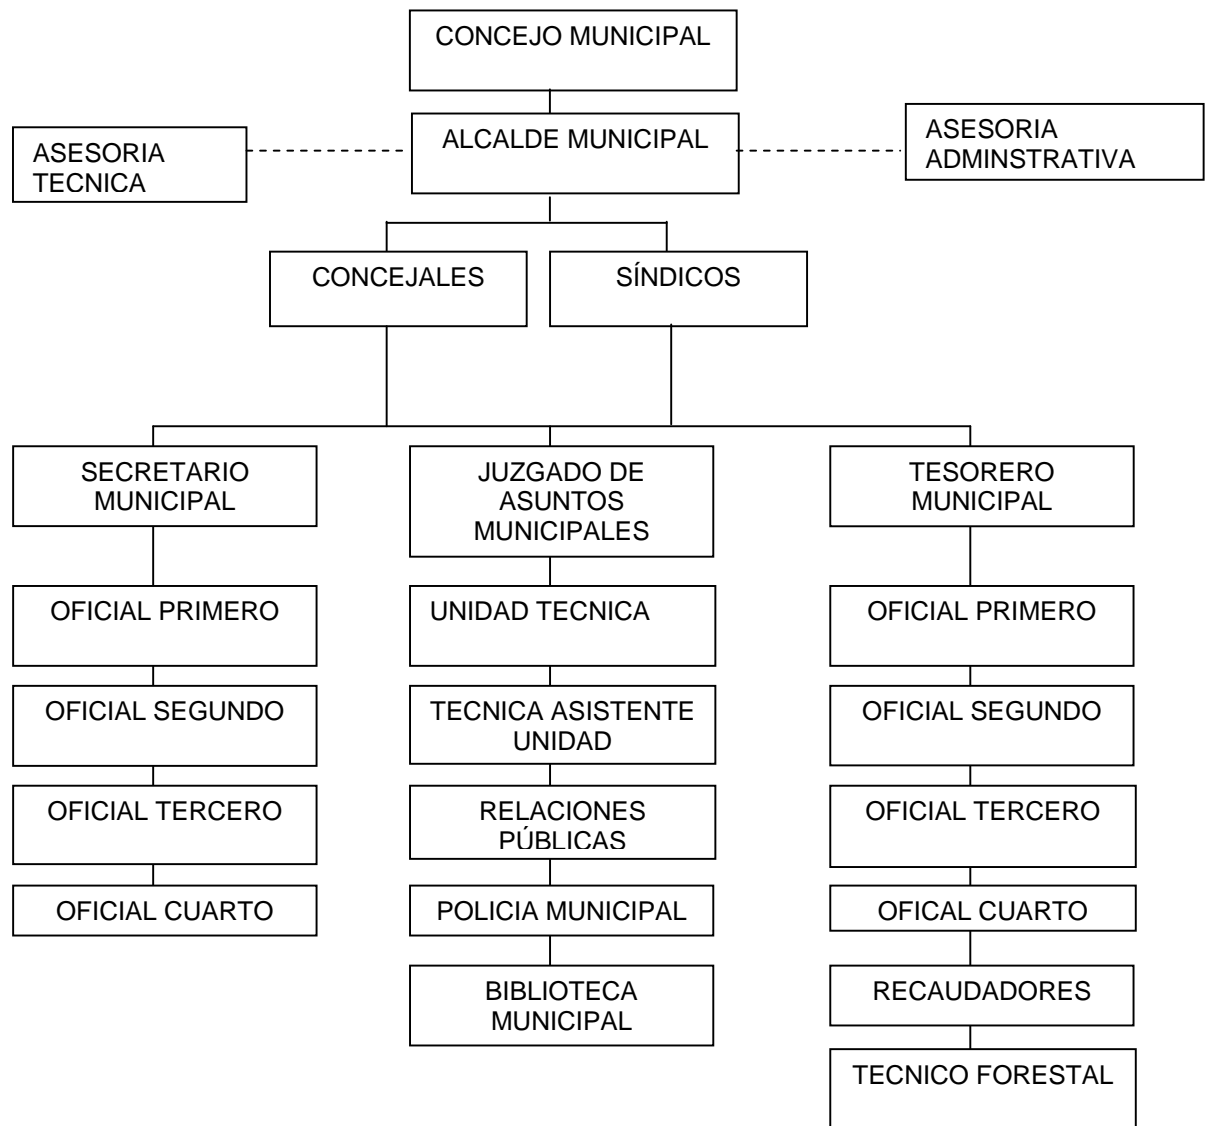 CONCEJO MUNICIPAL
ALCALDE MUNICIPAL
ASESORIA
TECNICA
ASESORIA
ADMINSTRATIVA
CONCEJALES
SÍNDICOS
SECRETARIO
MUNICIPAL
JUZGADO DE
ASUNTOS
MUNICIPALES
TESORERO
MUNICIPAL
OFICIAL PRIMERO
UNIDAD TECNICA
OFICIAL PRIMERO
OFICIAL SEGUNDO
TECNICA ASISTENTE
UNIDAD
OFICIAL SEGUNDO
OFICIAL TERCERO
RELACIONES
PÚBLICAS
OFICIAL TERCERO
OFICIAL CUARTO
POLICIA MUNICIPAL
OFICAL CUARTO
BIBLIOTECA
MUNICIPAL
RECAUDADORES
TECNICO FORESTAL